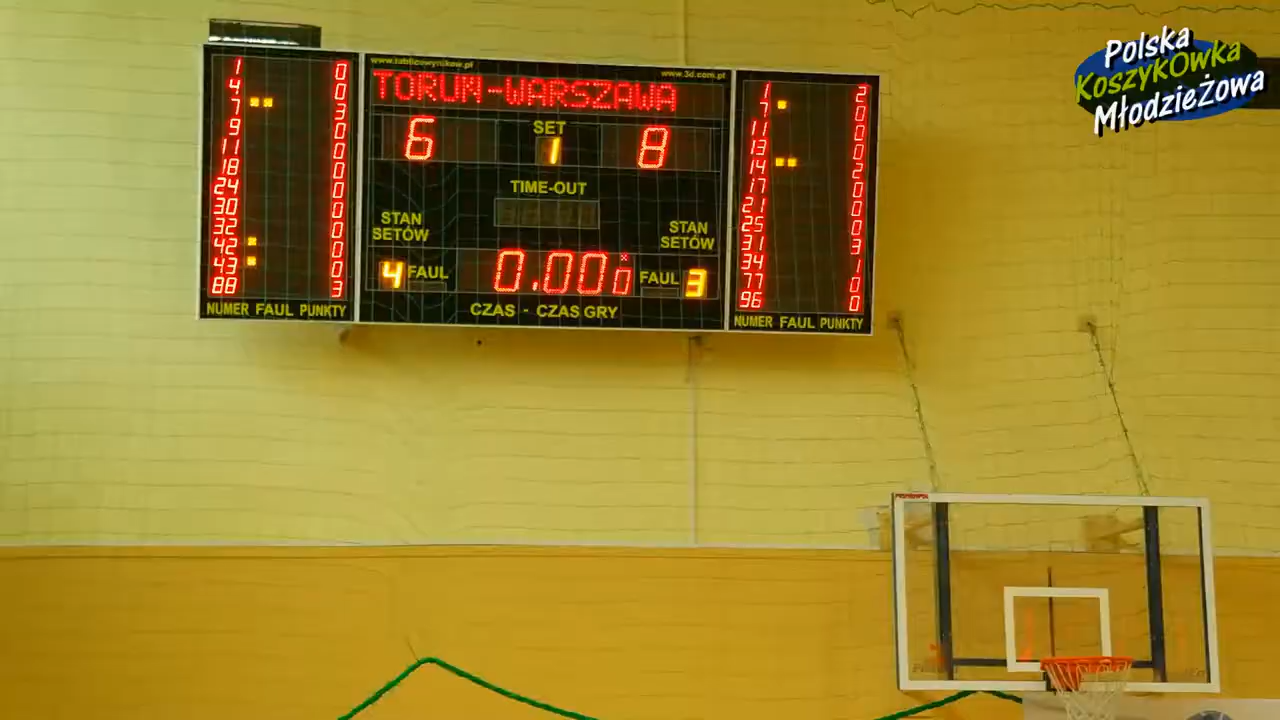 Polska
KoszykOwka
MłodzieŻowa
www.tablicewynikow.pl
www.3d.com.pl
TORUM-WARSZAWA
6 SET 8
1
TIME-OUT
STAN SETÓW
STAN SETÓW
4 FAUL 0.00 FAUL 3
CZAS - CZAS GRY
1 0
4 0
7 3
9 0
11 0
18 0
24 0
30 0
32 0
42 0
43 0
88 3
NUMER FAUL PUNKTY
1 2
7 0
11 0
13 0
14 2
17 0
21 0
25 0
31 3
34 1
77 0
96 0
NUMER FAUL PUNKTY